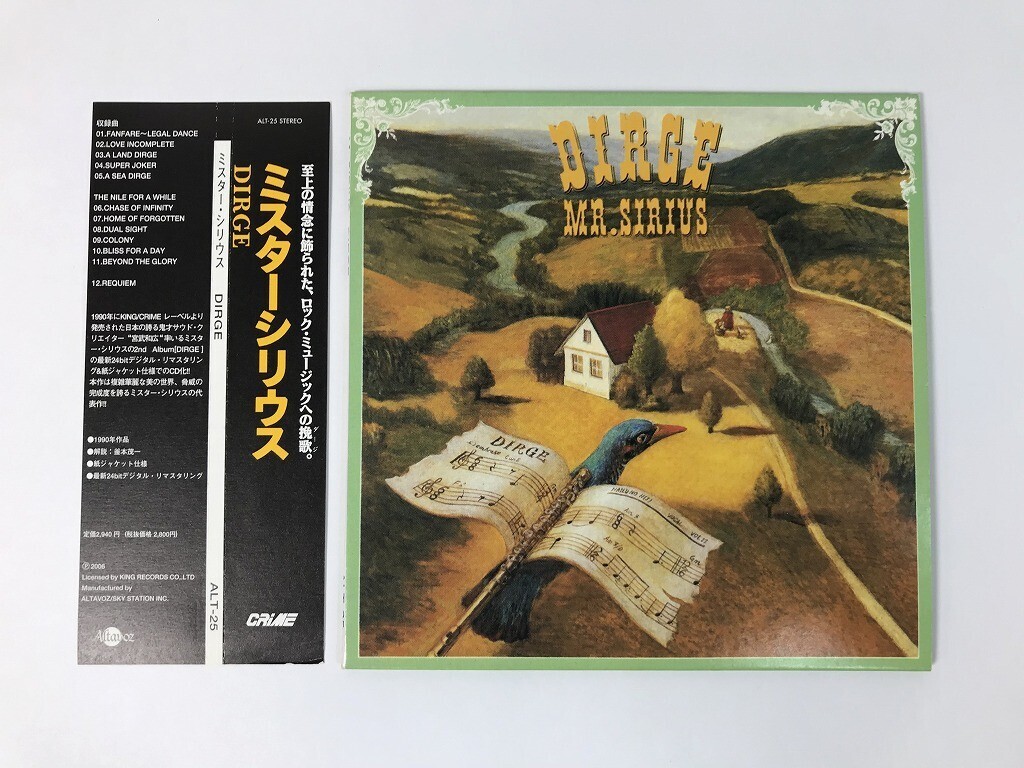 収録曲
01.FANFARE～LEGAL DANCE
02.LOVE INCOMPLETE
03.A LAND DIRGE
04.SUPER JOKER
05.A SEA DIRGE
THE NILE FOR A WHILE
06.CHASE OF INFINITY
07.HOME OF FORGOTTEN
08.DUAL SIGHT
09.COLONY
10.BLISS FOR A DAY
11.BEYOND THE GLORY
12.REQUIEM
1990年にKING/CRIME レーベルより
発売された日本の誇る鬼才サウンド・ク
リエイター “宮武和広”率いるミスタ
ー・シリウスの2nd Album[DIRGE ]
の最新24bitデジタル・リマスタリン
グ&紙ジャケット仕様でのCD化!!
本作は複雑華麗な美の世界、脅威の
完成度を誇るミスター・シリウスの代
表作!!
●1990年作品
●解説：釜本茂一
●紙ジャケット仕様
●最新24bitデジタル・リマスタリング
定価2,940 円 (税抜価格 2,800円)
Ⓟ2006
Licensed by KING RECORDS CO.,LTD
Manufactured by
ALTAVOZ/SKY STATION INC.
Altavoz
ミスター・シリウス
DIRGE
ALT-25
ALT-25 STEREO
至上の情念に飾られた、ロック・ミュージックへの挽歌。
ダージ
ミスターシリウス
DIRGE
CRIME
DIRGE
MR.SIRIUS
DIRGE